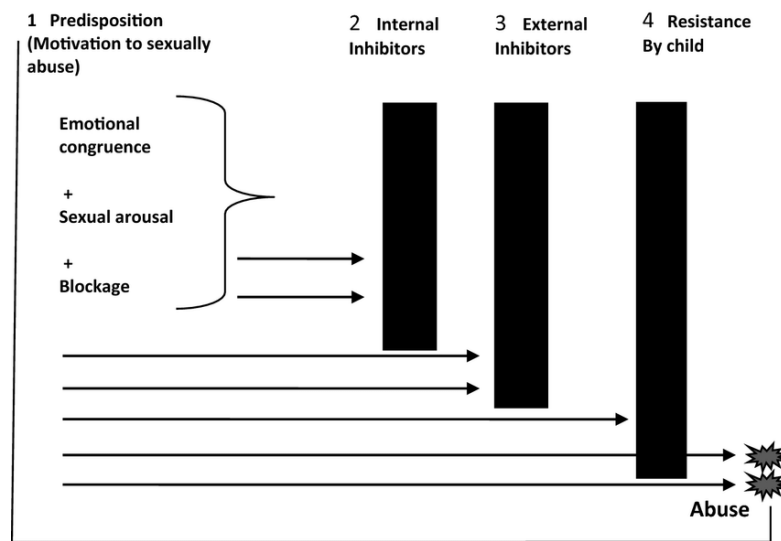 1 Predisposition
(Motivation to sexually
abuse)
2 Internal
Inhibitors
3 External
Inhibitors
4 Resistance
By child
Emotional
congruence
+
Sexual arousal
+
Blockage
Abuse